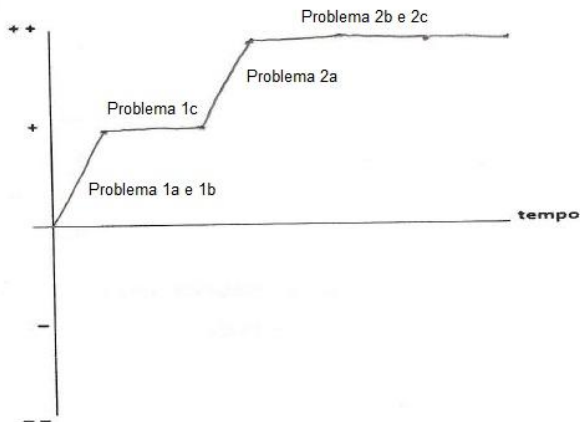 Problema 2b e 2c
++
Problema 2a
Problema 1c
+
Problema 1a e 1b
tempo
-
--